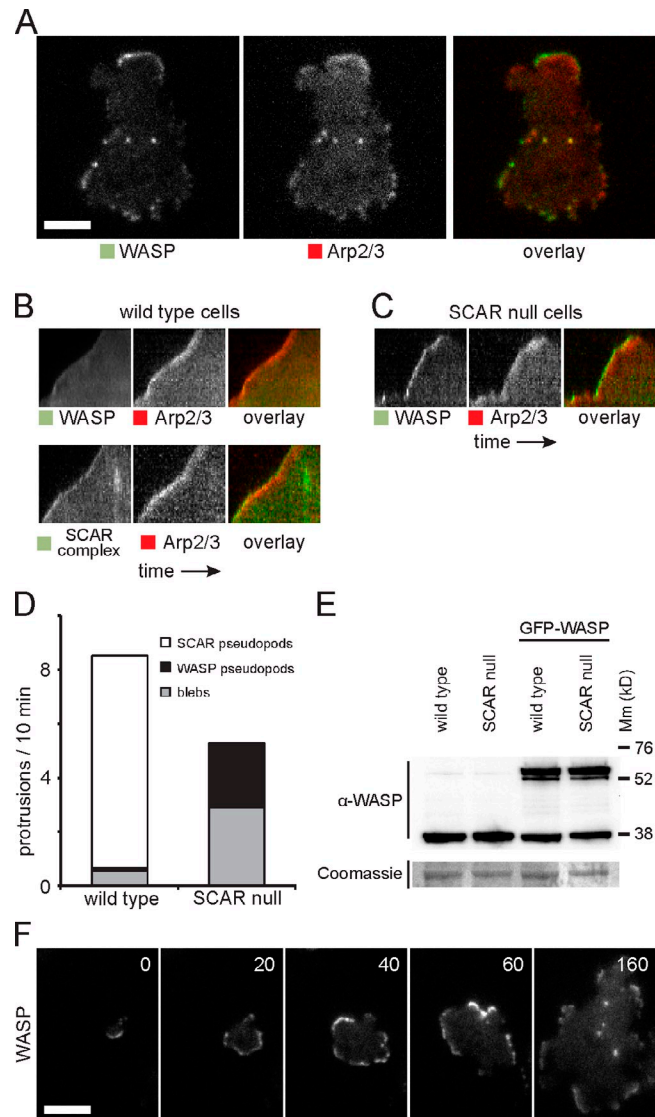 A
WASP
Arp2/3
overlay
B
wild type cells
WASP
Arp2/3
overlay
SCAR
complex
Arp2/3
overlay
time →
C
SCAR null cells
WASP
Arp2/3
overlay
time →
D
protrusions / 10 min
8
4
0
SCAR pseudopods
WASP pseudopods
blebs
wild type
SCAR null
E
GFP-WASP
wild type
SCAR null
wild type
SCAR null
Mm (kD)
76
52
38
α-WASP
Coomassie
F
WASP
0
20
40
60
160